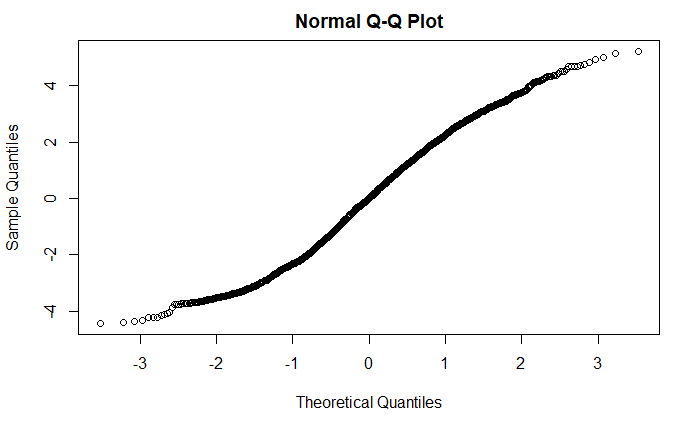 Normal Q-Q Plot
Sample Quantiles
4
2
0
-2
-4
-3 -2 -1 0 1 2 3
Theoretical Quantiles